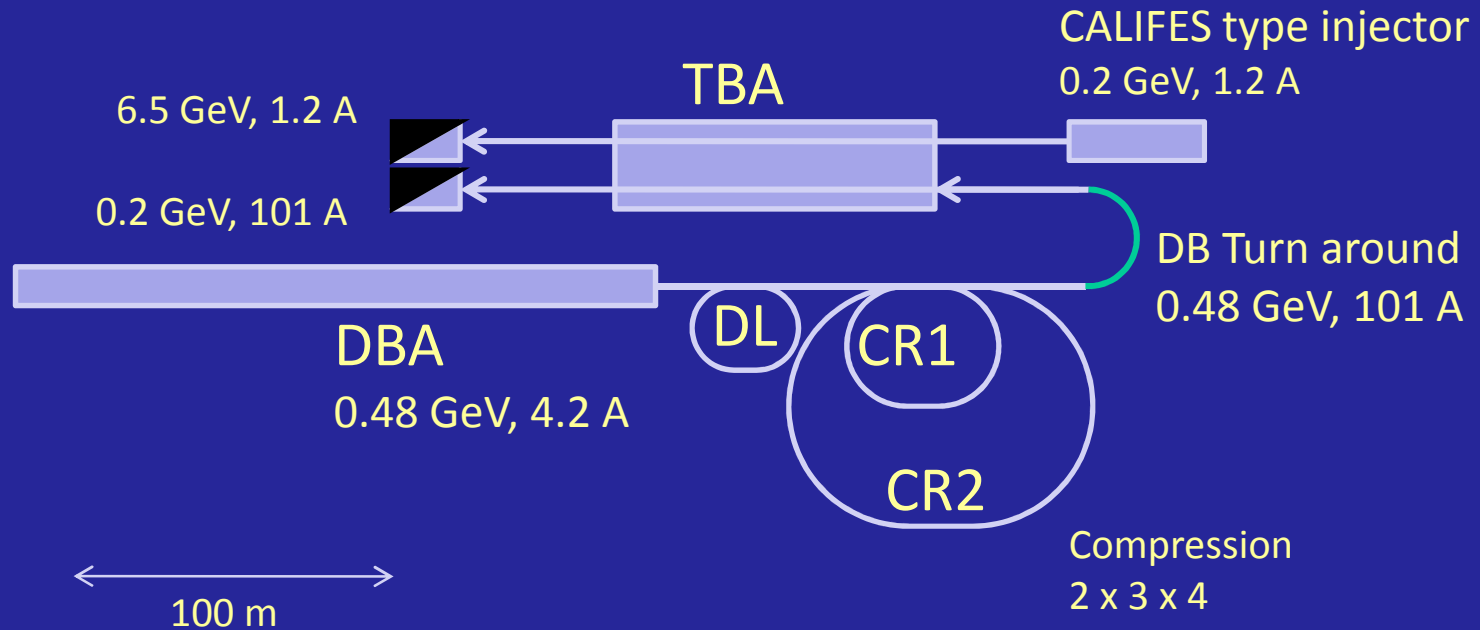 CALIFES type injector
0.2 GeV, 1.2 A
TBA
6.5 GeV, 1.2 A
0.2 GeV, 101 A
DB Turn around
0.48 GeV, 101 A
DL
CR1
DBA
0.48 GeV, 4.2 A
CR2
Compression
2 x 3 x 4
100 m